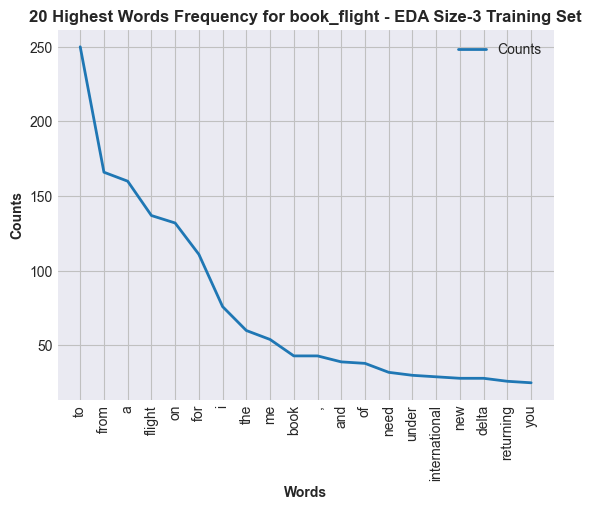 20 Highest Words Frequency for book_flight - EDA Size-3 Training Set
Counts
250
200
150
100
50
Counts
to
from
a
flight
on
for
i
the
me
book
,
and
of
need
under
international
new
delta
returning
you
Words